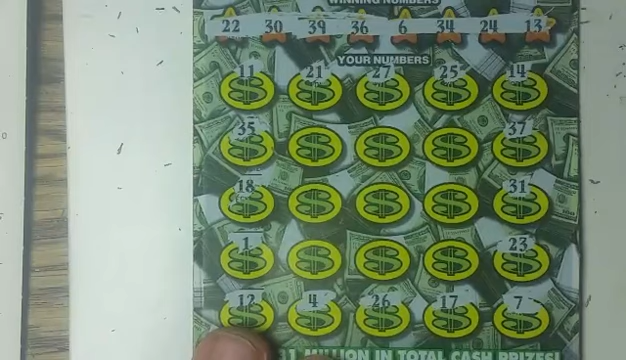 WINNING NUMBERS
22 30 39 36 6 34 24 13
YOUR NUMBERS
11 21 27 25 14
35 37
18 31
1 23
12 4 26 17 7
$11 MILLION IN TOTAL CASH PRIZES!